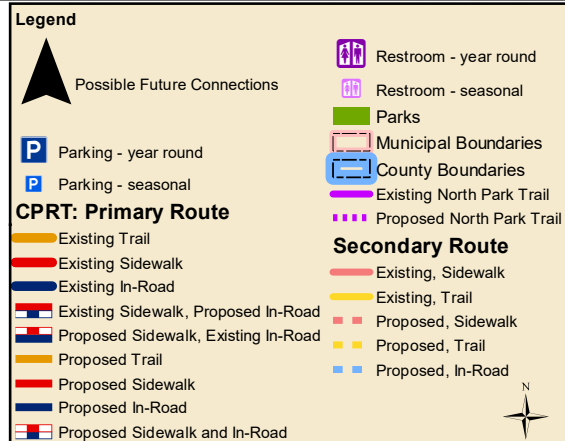 Legend
Possible Future Connections
P Parking - year round
P Parking - seasonal
CPRT: Primary Route
Existing Trail
Existing Sidewalk
Existing In-Road
Existing Sidewalk, Proposed In-Road
Proposed Sidewalk, Existing In-Road
Proposed Trail
Proposed Sidewalk
Proposed In-Road
Proposed Sidewalk and In-Road
Restroom - year round
Restroom - seasonal
Parks
Municipal Boundaries
County Boundaries
Existing North Park Trail
Proposed North Park Trail
Secondary Route
Existing, Sidewalk
Existing, Trail
Proposed, Sidewalk
Proposed, Trail
Proposed, In-Road
N